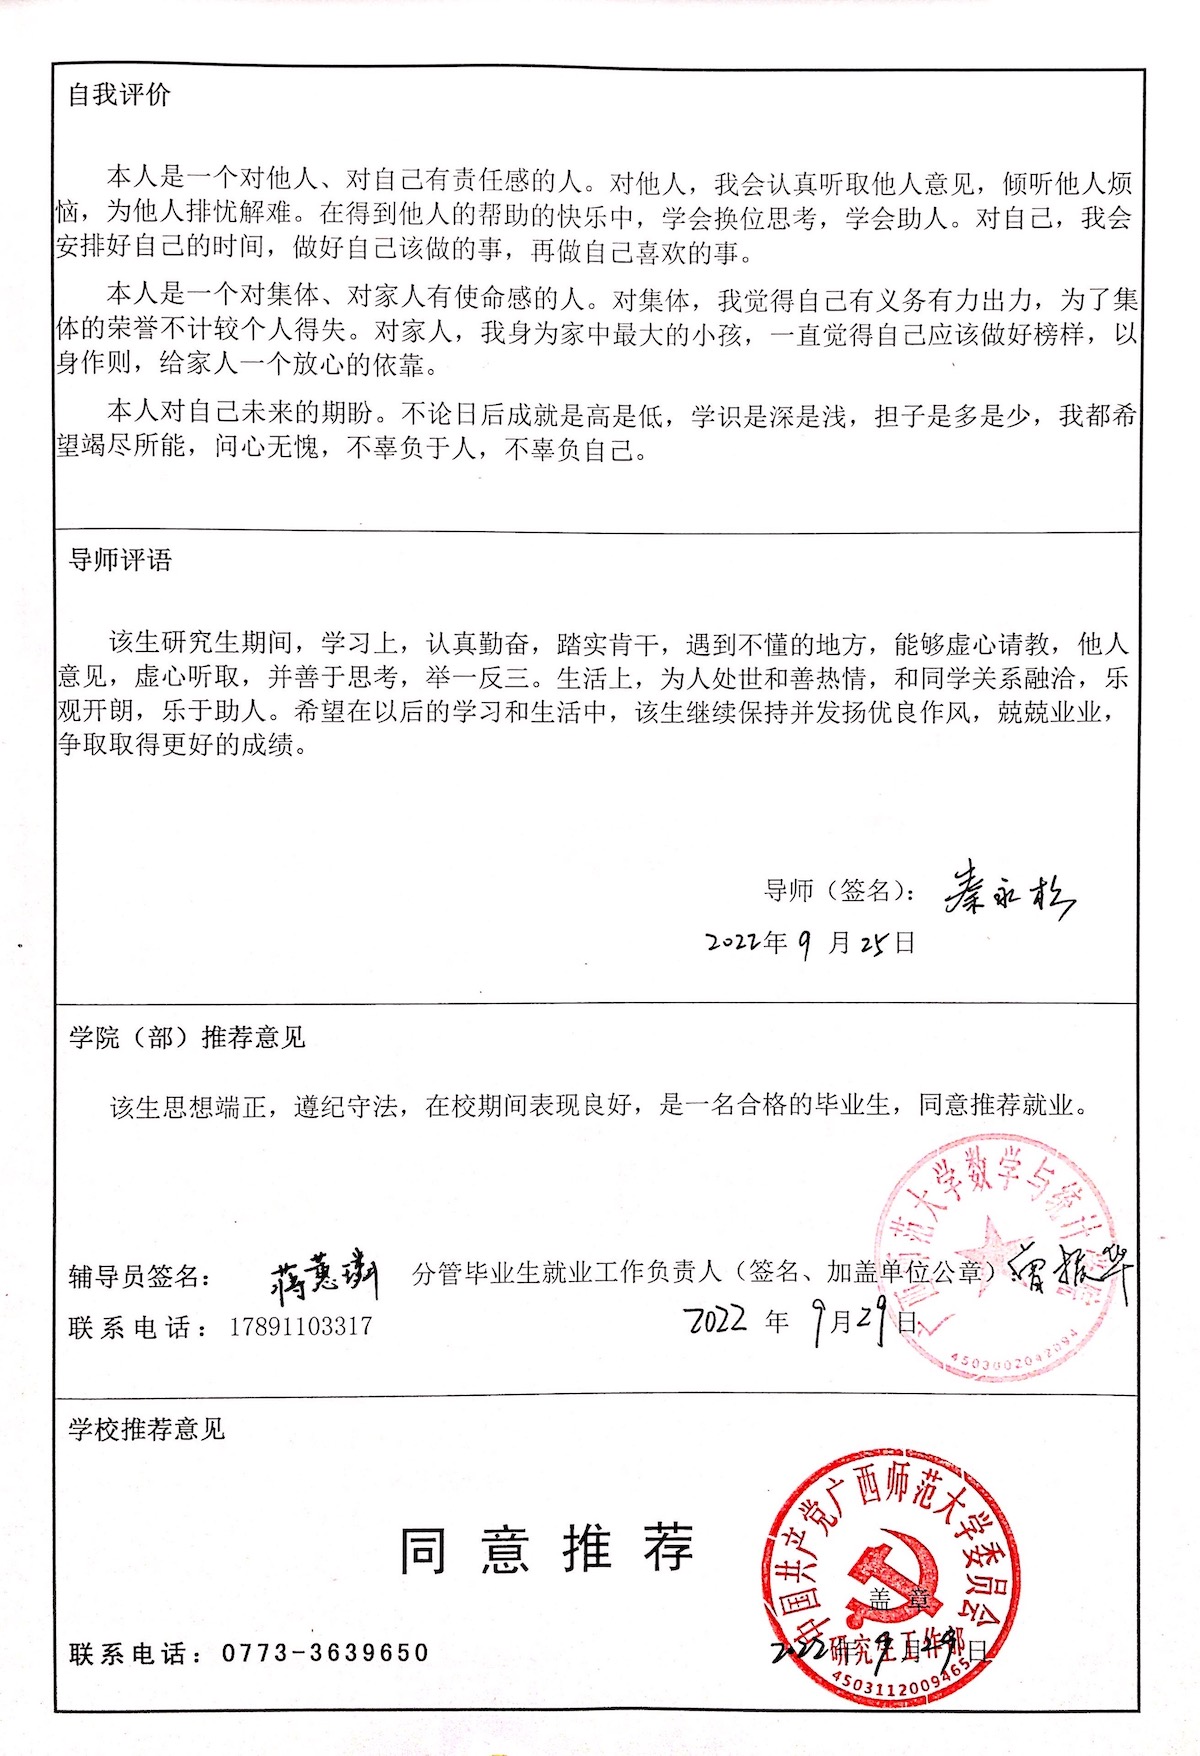 自我评价
本人是一个对他人、对自己有责任感的人。对他人，我会认真听取他人意见，倾听他人烦
恼，为他人排忧解难。在得到他人的帮助的快乐中，学会换位思考，学会助人。对自己，我会
安排好自己的时间，做好自己该做的事，再做自己喜欢的事。
本人是一个对集体、对家人有使命感的人。对集体，我觉得自己有义务有力出力，为了集
体的荣誉不计较个人得失。对家人，我身为家中最大的小孩，一直觉得自己应该做好榜样，以
身作则，给家人一个放心的依靠。
本人对自己未来的期盼。不论日后成就是高是低，学识是深是浅，担子是多是少，我都希
望竭尽所能，问心无愧，不辜负于人，不辜负自己。
导师评语
该生研究生期间，学习上，认真勤奋，踏实肯干，遇到不懂的地方，能够虚心请教，他人
意见，虚心听取，并善于思考，举一反三。生活上，为人处世和善热情，和同学关系融洽，乐
观开朗，乐于助人。希望在以后的学习和生活中，该生继续保持并发扬优良作风，兢兢业业，
争取取得更好的成绩。
导师（签名）： 秦永松
2022年 9 月 25日
学院（部）推荐意见
该生思想端正，遵纪守法，在校期间表现良好，是一名合格的毕业生，同意推荐就业。
广西师范大学数学与统计学院
辅导员签名： 蒋蕙璘 分管毕业生就业工作负责人（签名、加盖单位公章） 曾振华
联系电话：17891103317 2022 年 9月29日
4503002042094
学校推荐意见
中国共产党广西师范大学委员会
同意推荐
盖 章
研究生工作部
联系电话：0773-3639650 2022年9月29日
4503112009465